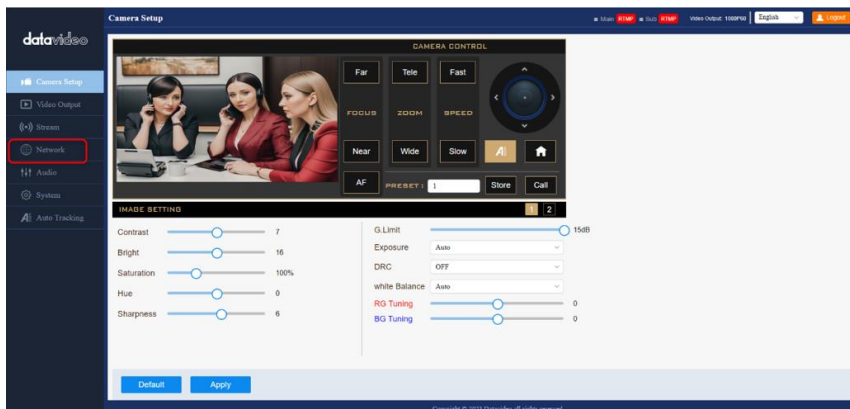 datavideo
Camera Setup
Main RTMP Sub RTMP Video Output: 1080P60 English Logout
Camera Setup
Video Output
Stream
Network
Audio
System
Auto Tracking
CAMERA CONTROL
Far Tele Fast
FOCUS ZOOM SPEED
Near Wide Slow
AF PRESET: 1 Store Call
IMAGE SETTING 1 2
Contrast 7
Bright 16
Saturation 100%
Hue 0
Sharpness 6
G.Limit 15dB
Exposure Auto
DRC OFF
white Balance Auto
RG Tuning 0
BG Tuning 0
Default Apply